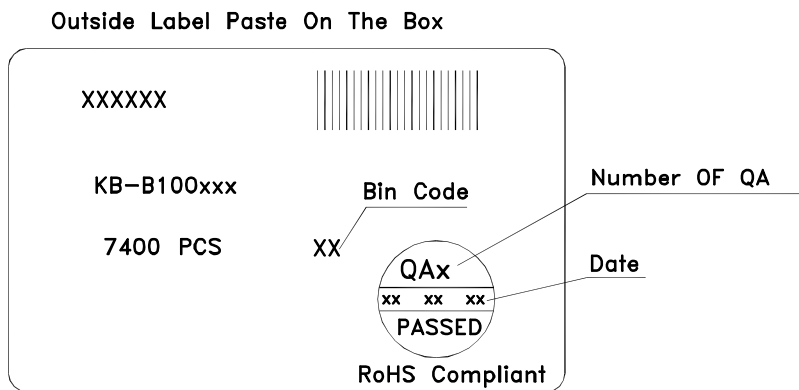 Outside Label Paste On The Box
XXXXXX
KB-B100xxx
Bin Code
Number OF QA
7400 PCS
XX
QAx
Date
xx xx xx
PASSED
RoHS Compliant